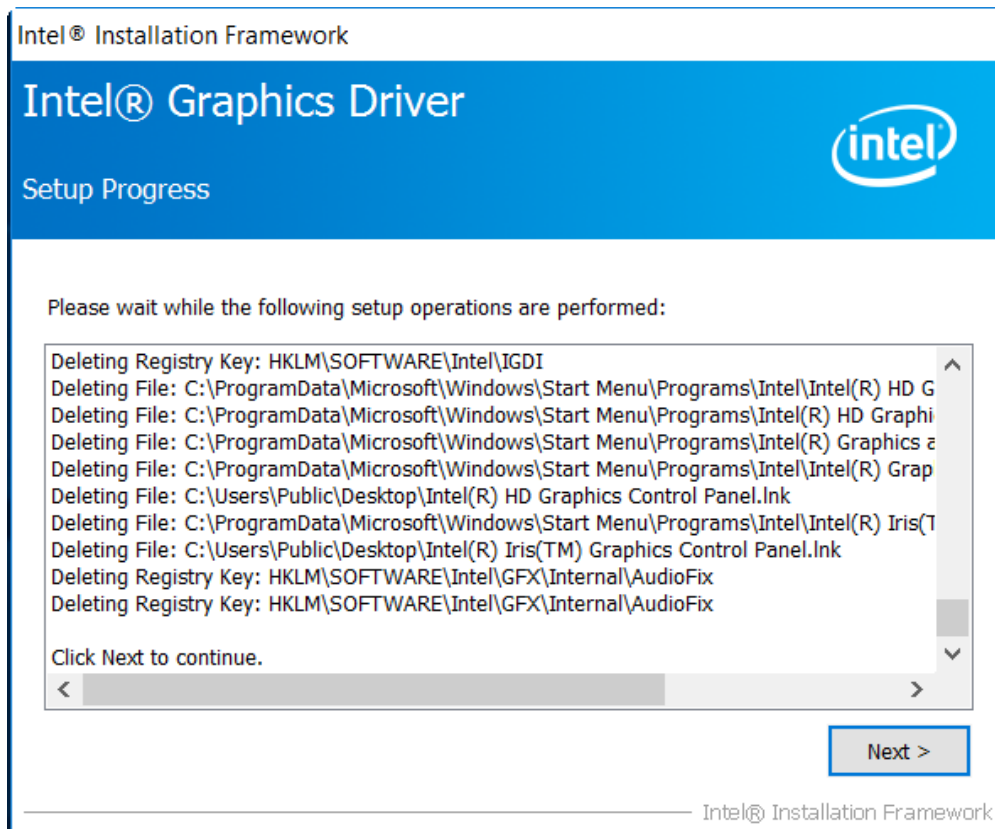 Intel® Installation Framework
Intel® Graphics Driver
intel
Setup Progress
Please wait while the following setup operations are performed:
Deleting Registry Key: HKLM\SOFTWARE\Intel\IGDI
Deleting File: C:\ProgramData\Microsoft\Windows\Start Menu\Programs\Intel\Intel(R) HD G
Deleting File: C:\ProgramData\Microsoft\Windows\Start Menu\Programs\Intel(R) HD Graphi
Deleting File: C:\ProgramData\Microsoft\Windows\Start Menu\Programs\Intel(R) Graphics a
Deleting File: C:\ProgramData\Microsoft\Windows\Start Menu\Programs\Intel\Intel(R) Grap
Deleting File: C:\Users\Public\Desktop\Intel(R) HD Graphics Control Panel.lnk
Deleting File: C:\ProgramData\Microsoft\Windows\Start Menu\Programs\Intel\Intel(R) Iris(T
Deleting File: C:\Users\Public\Desktop\Intel(R) Iris(TM) Graphics Control Panel.lnk
Deleting Registry Key: HKLM\SOFTWARE\Intel\GFX\Internal\AudioFix
Deleting Registry Key: HKLM\SOFTWARE\Intel\GFX\Internal\AudioFix
Click Next to continue.
Next >
Intel® Installation Framework